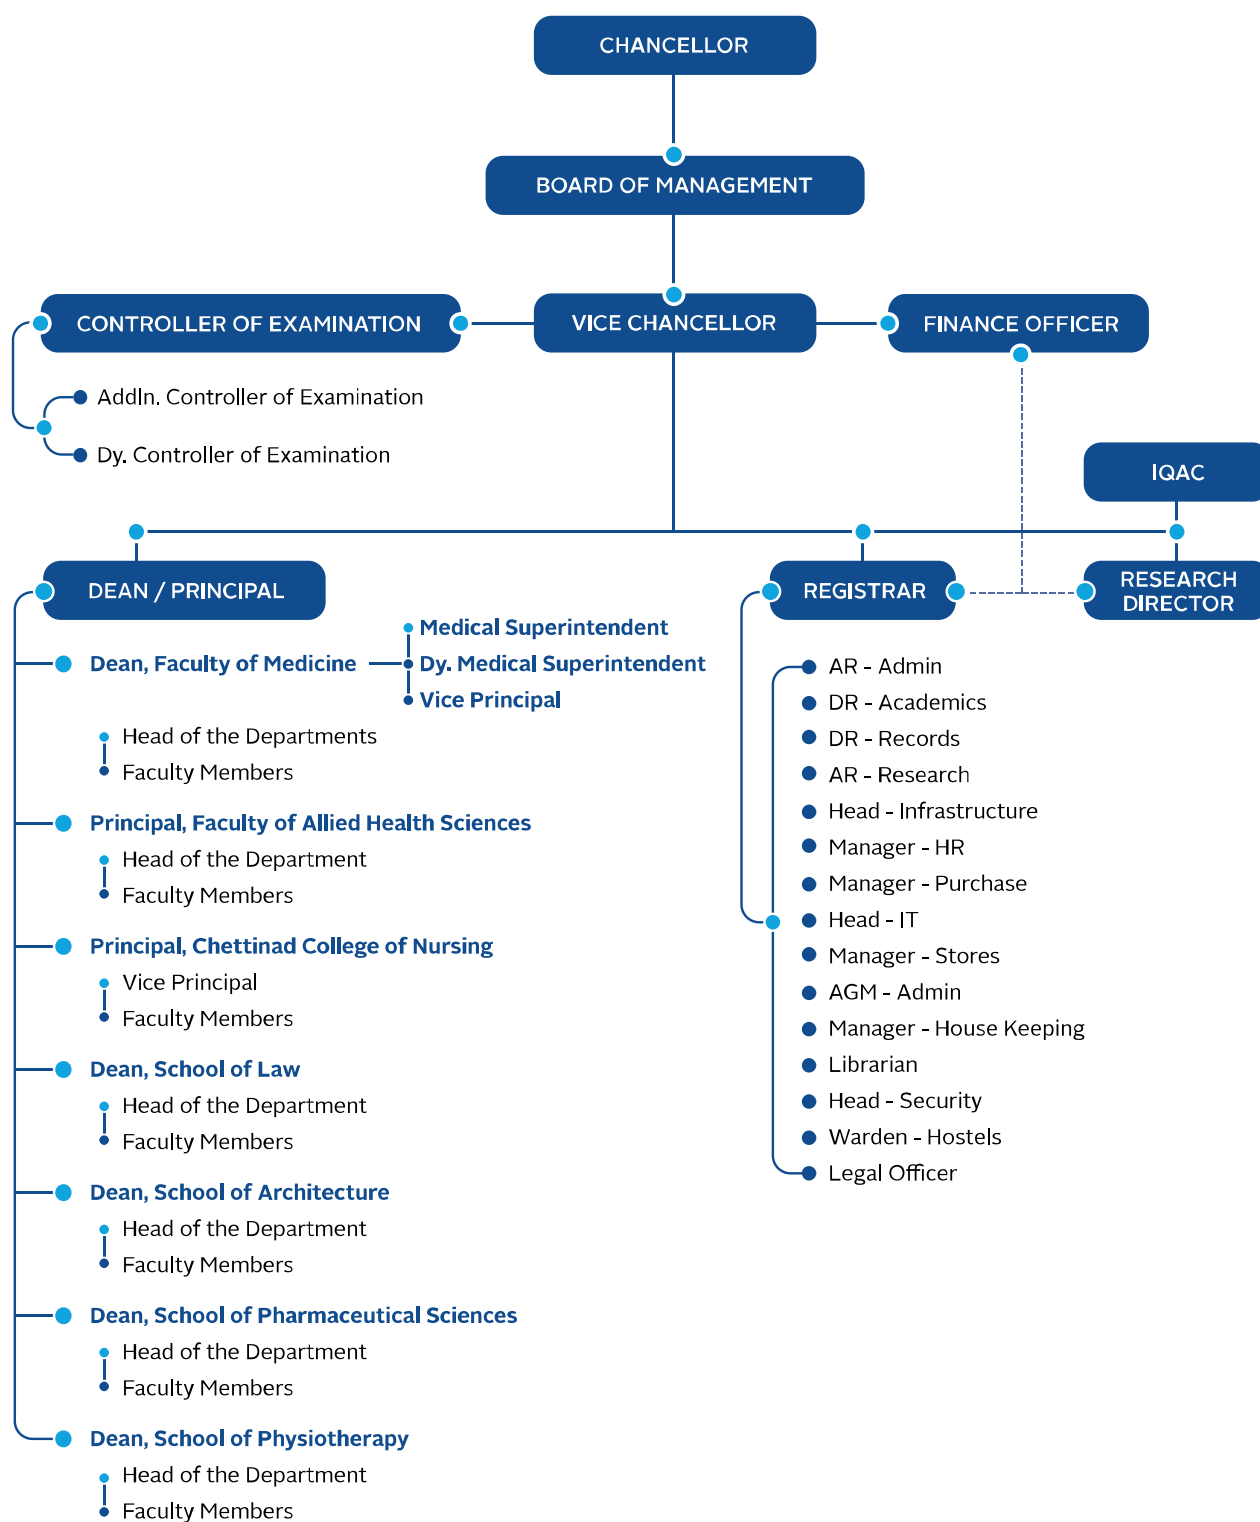 CHANCELLOR
BOARD OF MANAGEMENT
CONTROLLER OF EXAMINATION
VICE CHANCELLOR
FINANCE OFFICER
Addln. Controller of Examination
Dy. Controller of Examination
IQAC
DEAN / PRINCIPAL
REGISTRAR
RESEARCH
DIRECTOR
Dean, Faculty of Medicine
Medical Superintendent
Dy. Medical Superintendent
Vice Principal
Head of the Departments
Faculty Members
Principal, Faculty of Allied Health Sciences
Head of the Department
Faculty Members
Principal, Chettinad College of Nursing
Vice Principal
Faculty Members
Dean, School of Law
Head of the Department
Faculty Members
Dean, School of Architecture
Head of the Department
Faculty Members
Dean, School of Pharmaceutical Sciences
Head of the Department
Faculty Members
Dean, School of Physiotherapy
Head of the Department
Faculty Members
AR - Admin
DR - Academics
DR - Records
AR - Research
Head - Infrastructure
Manager - HR
Manager - Purchase
Head - IT
Manager - Stores
AGM - Admin
Manager - House Keeping
Librarian
Head - Security
Warden - Hostels
Legal Officer